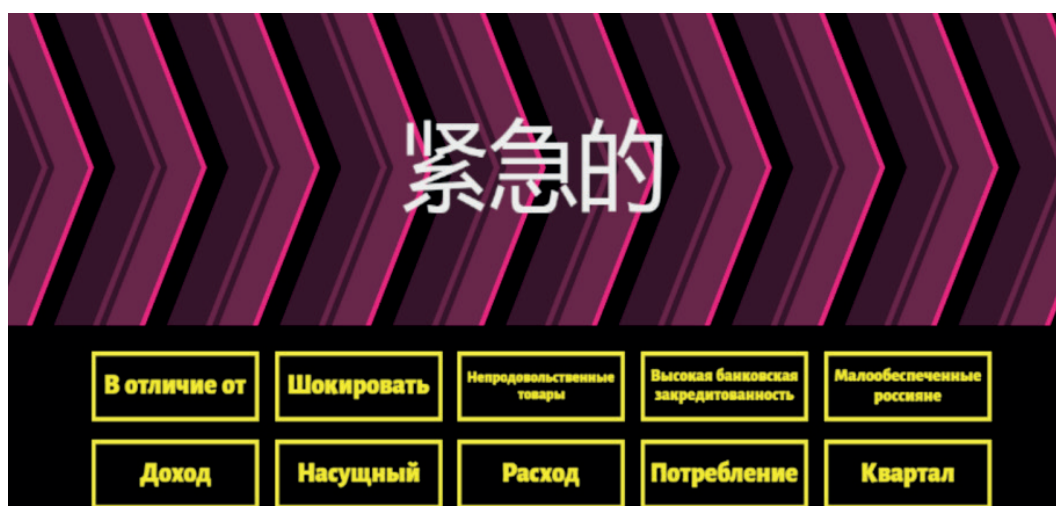 紧急的
В отличие от
Шокировать
Непродовольственные
товары
Высокая банковская
закредитованность
Малообеспеченные
россияне
Доход
Насущный
Расход
Потребление
Квартал